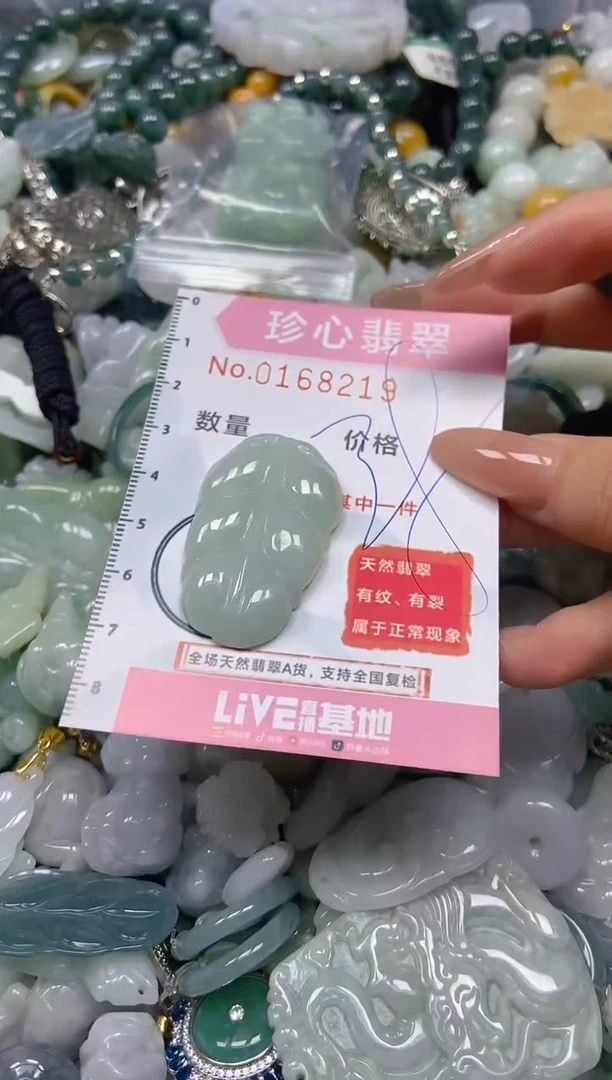 珍心翡翠
No.0168219
数量
价格
其中一件
天然翡翠
有纹、有裂
属于正常现象
全场天然翡翠A货，支持全国复检
LiVE直播基地
0
1
2
3
4
5
6
7
8